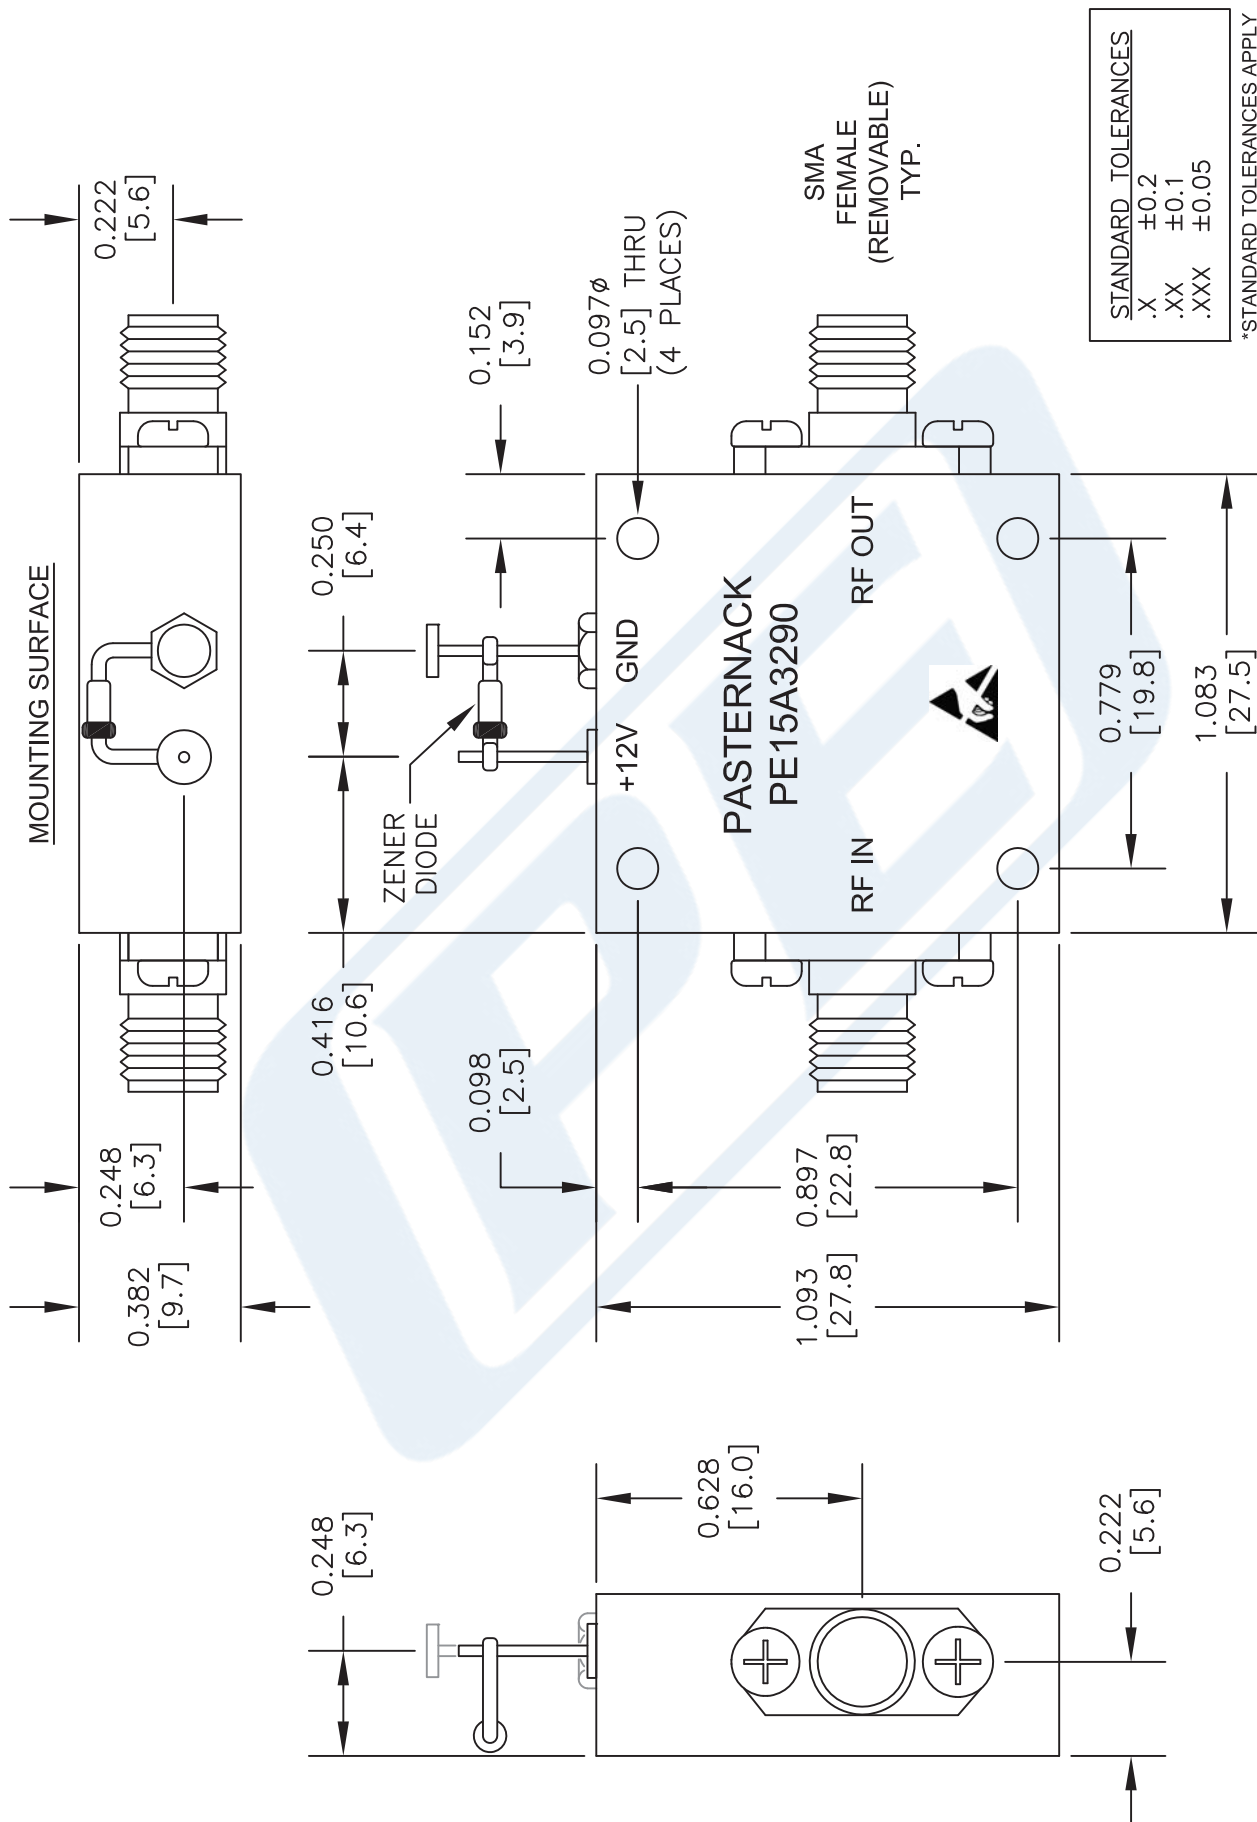 MOUNTING SURFACE
0.222
[5.6]
0.248
[6.3]
0.382
[9.7]
0.250
[6.4]
0.416
[10.6]
ZENER
DIODE
0.152
[3.9]
0.097ø
[2.5] THRU
(4 PLACES)
0.098
[2.5]
+12V
GND
PASTERNACK
PE15A3290
RF IN
RF OUT
SMA
FEMALE
(REMOVABLE)
TYP.
0.897
[22.8]
1.093
[27.8]
0.779
[19.8]
1.083
[27.5]
0.248
[6.3]
0.628
[16.0]
0.222
[5.6]
STANDARD TOLERANCES
.X ±0.2
.XX ±0.1
.XXX ±0.05
*STANDARD TOLERANCES APPLY
PE